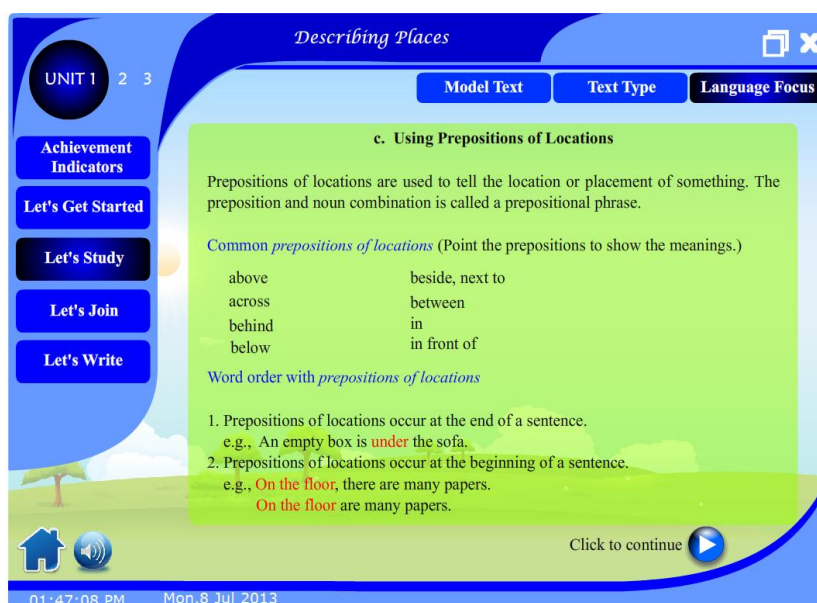 Describing Places
UNIT 1 2 3
Model Text
Text Type
Language Focus
Achievement
Indicators
Let's Get Started
Let's Study
Let's Join
Let's Write
c. Using Prepositions of Locations
Prepositions of locations are used to tell the location or placement of something. The
preposition and noun combination is called a prepositional phrase.
Common prepositions of locations (Point the prepositions to show the meanings.)
above
across
behind
below
beside, next to
between
in
in front of
Word order with prepositions of locations
1. Prepositions of locations occur at the end of a sentence.
e.g., An empty box is under the sofa.
2. Prepositions of locations occur at the beginning of a sentence.
e.g., On the floor, there are many papers.
On the floor are many papers.
Click to continue
01:47:08 PM Mon,8 Jul 2013